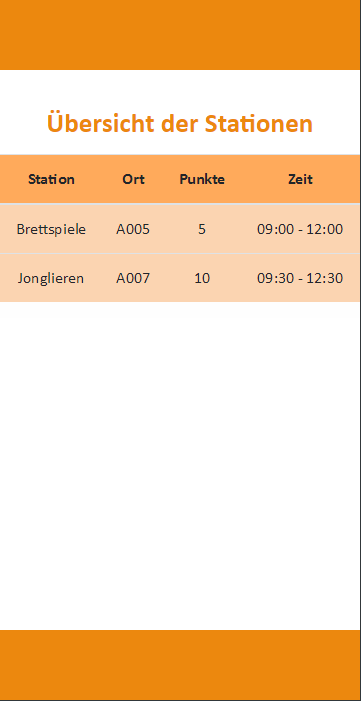 Übersicht der Stationen
Station Ort Punkte Zeit
Brettspiele A005 5 09:00 - 12:00
Jonglieren A007 10 09:30 - 12:30